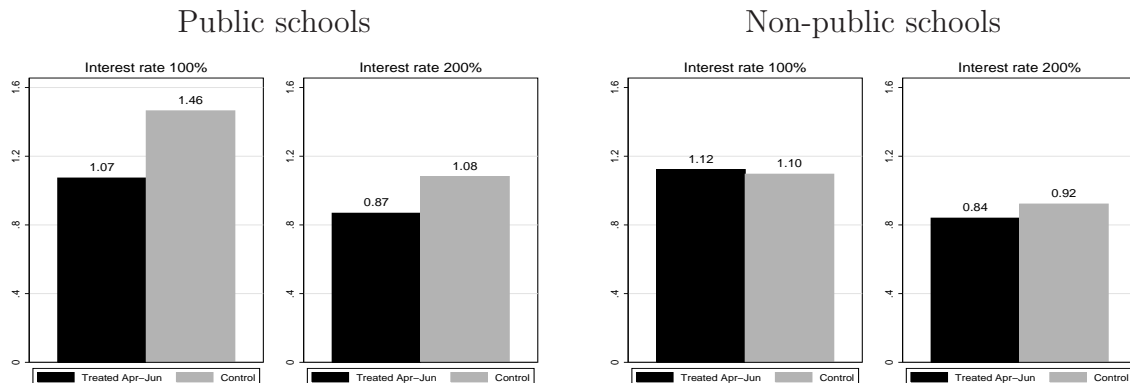 Public schools
Non-public schools
Interest rate 100%
1.6
1.2
.8
.4
0
1.07
1.46
Treated Apr–Jun
Control
Interest rate 200%
1.6
1.2
.8
.4
0
0.87
1.08
Treated Apr–Jun
Control
Interest rate 100%
1.6
1.2
.8
.4
0
1.12
1.10
Treated Apr–Jun
Control
Interest rate 200%
1.6
1.2
.8
.4
0
0.84
0.92
Treated Apr–Jun
Control